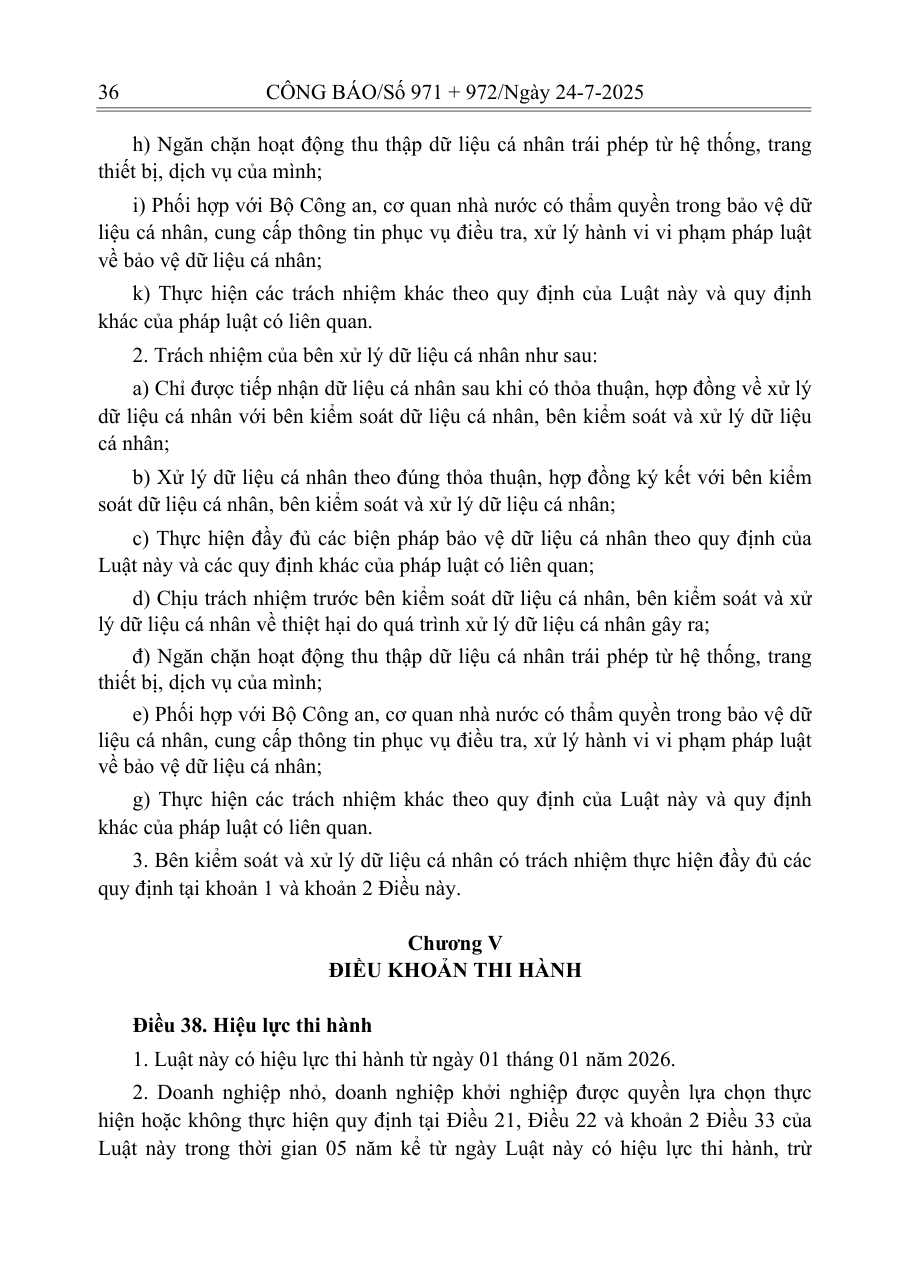 36 CÔNG BÁO/Số 971 + 972/Ngày 24-7-2025
h) Ngăn chặn hoạt động thu thập dữ liệu cá nhân trái phép từ hệ thống, trang
thiết bị, dịch vụ của mình;
i) Phối hợp với Bộ Công an, cơ quan nhà nước có thẩm quyền trong bảo vệ dữ
liệu cá nhân, cung cấp thông tin phục vụ điều tra, xử lý hành vi vi phạm pháp luật
về bảo vệ dữ liệu cá nhân;
k) Thực hiện các trách nhiệm khác theo quy định của Luật này và quy định
khác của pháp luật có liên quan.
2. Trách nhiệm của bên xử lý dữ liệu cá nhân như sau:
a) Chỉ được tiếp nhận dữ liệu cá nhân sau khi có thỏa thuận, hợp đồng về xử lý
dữ liệu cá nhân với bên kiểm soát dữ liệu cá nhân, bên kiểm soát và xử lý dữ liệu
cá nhân;
b) Xử lý dữ liệu cá nhân theo đúng thỏa thuận, hợp đồng ký kết với bên kiểm
soát dữ liệu cá nhân, bên kiểm soát và xử lý dữ liệu cá nhân;
c) Thực hiện đầy đủ các biện pháp bảo vệ dữ liệu cá nhân theo quy định của
Luật này và các quy định khác của pháp luật có liên quan;
d) Chịu trách nhiệm trước bên kiểm soát dữ liệu cá nhân, bên kiểm soát và xử
lý dữ liệu cá nhân về thiệt hại do quá trình xử lý dữ liệu cá nhân gây ra;
đ) Ngăn chặn hoạt động thu thập dữ liệu cá nhân trái phép từ hệ thống, trang
thiết bị, dịch vụ của mình;
e) Phối hợp với Bộ Công an, cơ quan nhà nước có thẩm quyền trong bảo vệ dữ
liệu cá nhân, cung cấp thông tin phục vụ điều tra, xử lý hành vi vi phạm pháp luật
về bảo vệ dữ liệu cá nhân;
g) Thực hiện các trách nhiệm khác theo quy định của Luật này và quy định
khác của pháp luật có liên quan.
3. Bên kiểm soát và xử lý dữ liệu cá nhân có trách nhiệm thực hiện đầy đủ các
quy định tại khoản 1 và khoản 2 Điều này.
Chương V
ĐIỀU KHOẢN THI HÀNH
Điều 38. Hiệu lực thi hành
1. Luật này có hiệu lực thi hành từ ngày 01 tháng 01 năm 2026.
2. Doanh nghiệp nhỏ, doanh nghiệp khởi nghiệp được quyền lựa chọn thực
hiện hoặc không thực hiện quy định tại Điều 21, Điều 22 và khoản 2 Điều 33 của
Luật này trong thời gian 05 năm kể từ ngày Luật này có hiệu lực thi hành, trừ